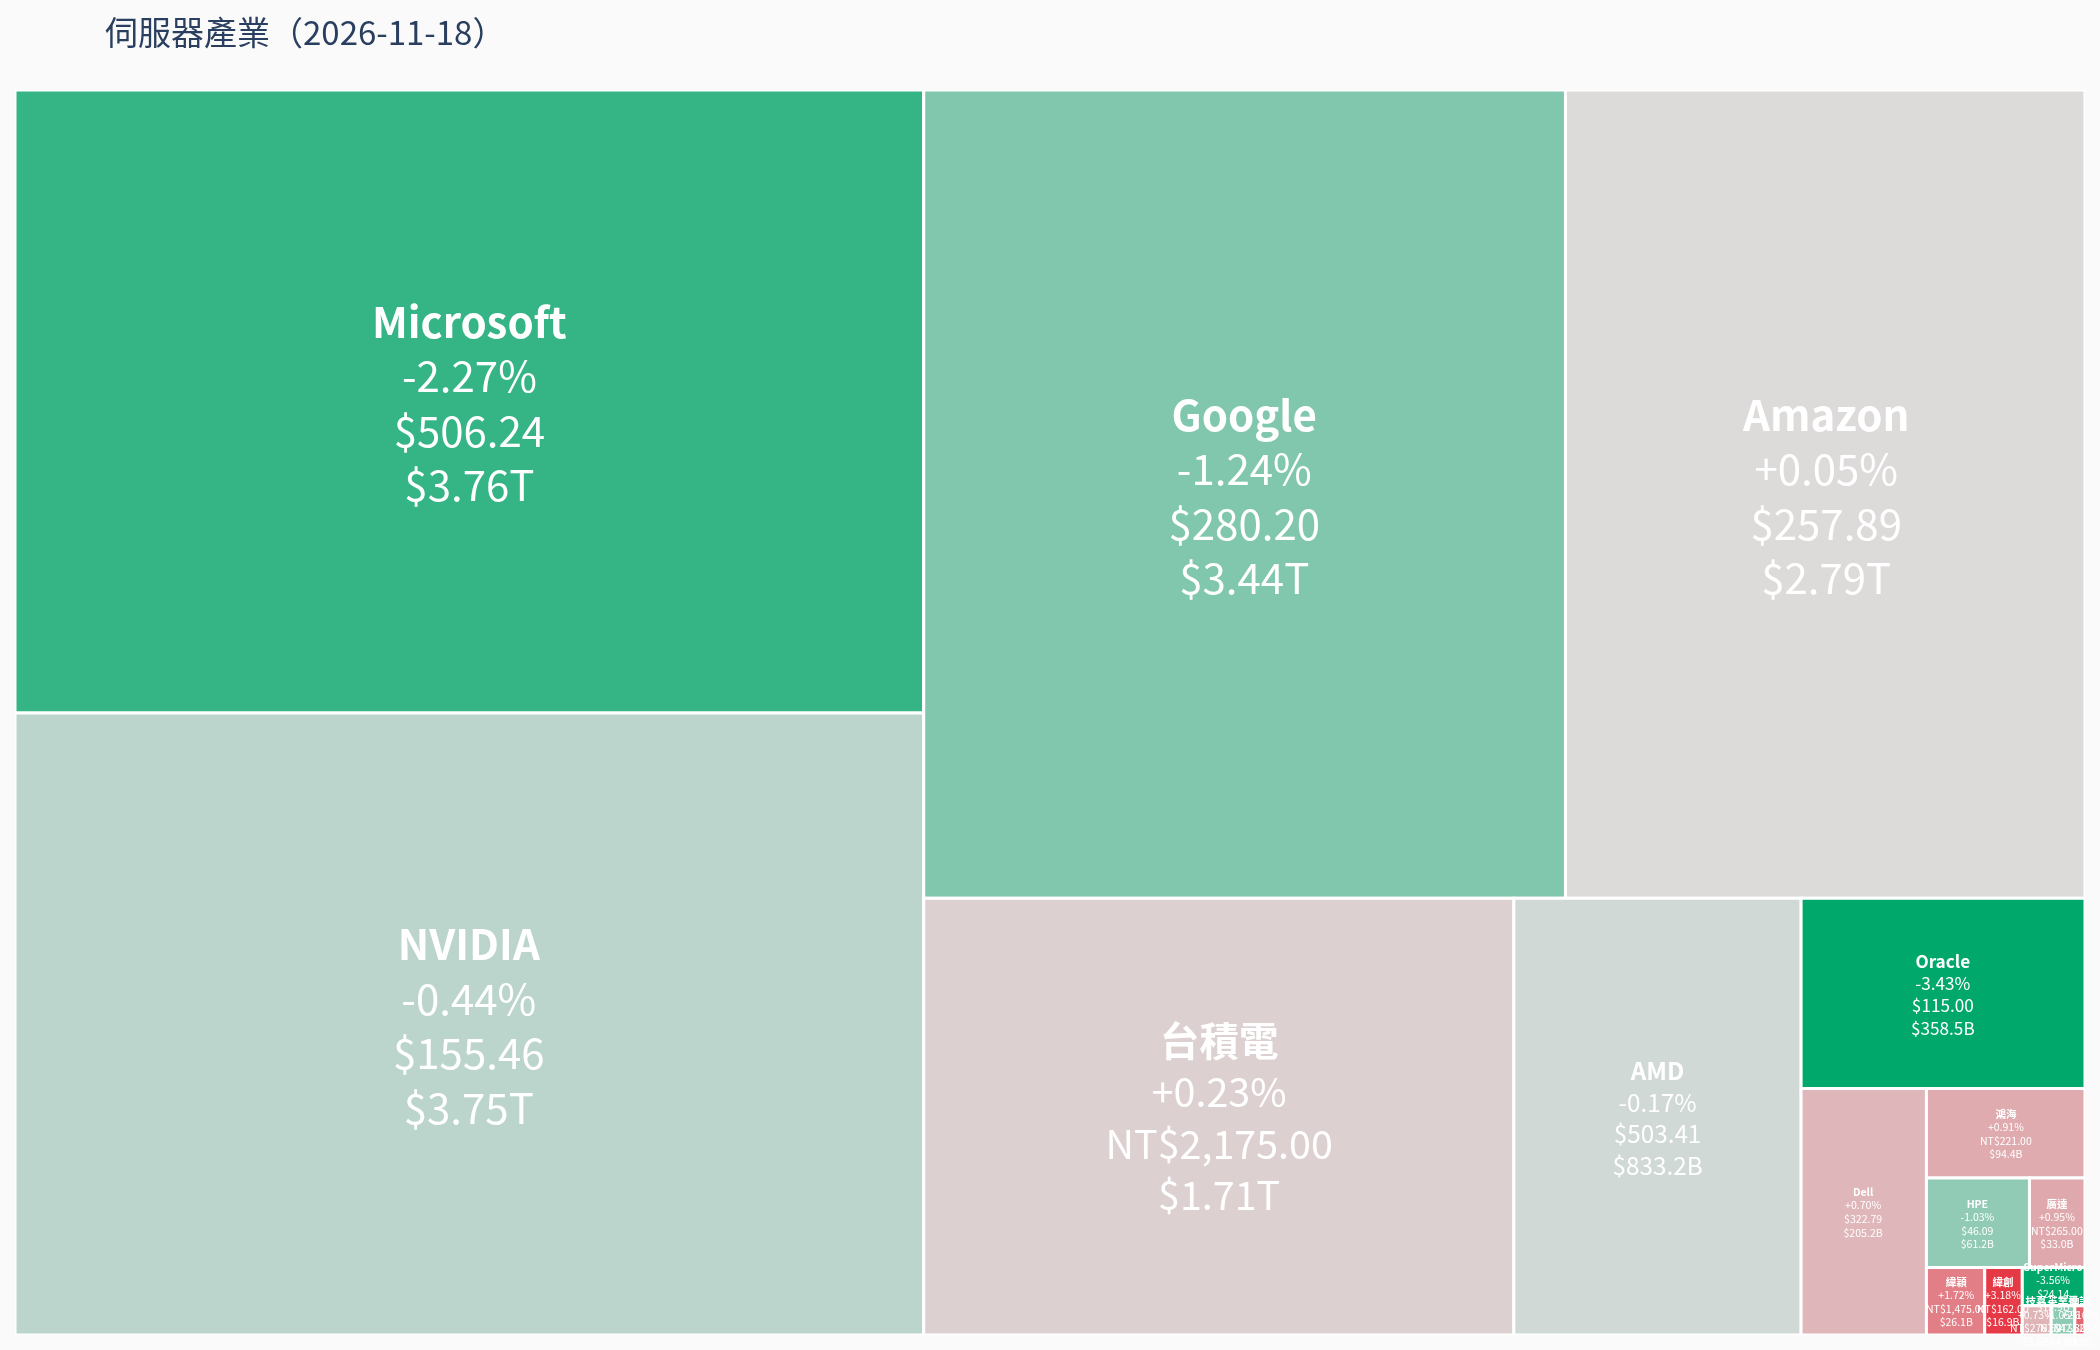 伺服器產業（2026-11-18）
Microsoft
-2.27%
$506.24
$3.76T
Google
-1.24%
$280.20
$3.44T
Amazon
+0.05%
$257.89
$2.79T
NVIDIA
-0.44%
$155.46
$3.75T
台積電
+0.23%
NT$2,175.00
$1.71T
AMD
-0.17%
$503.41
$833.2B
Oracle
-3.43%
$115.00
$358.5B
Dell
+0.70%
$322.79
$205.2B
鴻海
+0.91%
NT$221.00
$94.4B
HPE
-1.03%
$46.09
$61.2B
廣達
+0.95%
NT$265.00
$33.0B
緯穎
+1.72%
NT$1,475.0
$26.1B
緯創
+3.18%
$16.9B
SuperMicro
-3.56%
$24.14